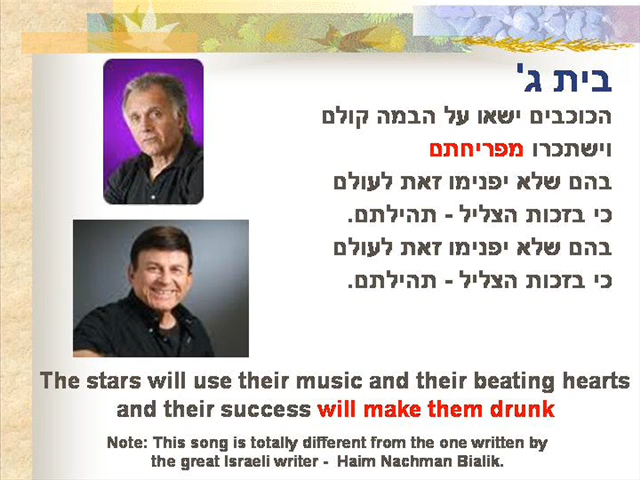 בית ג'
הכוכבים ישאו על הבמה קולם
וישתכרו מפריחתם
בהם שלא יפנימו זאת לעולם
כי בזכות הצליל - תהילתם.
בהם שלא יפנימו זאת לעולם
כי בזכות הצליל - תהילתם.
The stars will use their music and their beating hearts
and their success will make them drunk
Note: This song is totally different from the one written by
the great Israeli writer - Haim Nachman Bialik.